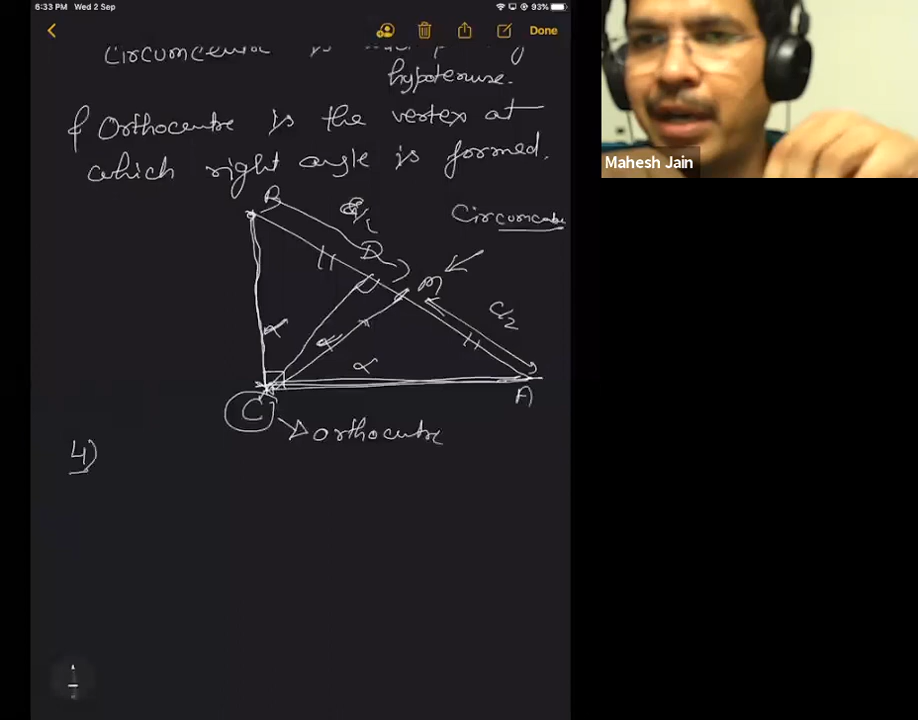 6:33 PM Wed 2 Sep
93%
Done
Circumcentre is
hypotenuse.
f Orthocentre is the vertex at
which right angle is formed.
B
Circumcentre
D
M
C/2
α
A
C
orthocentre
4)
Mahesh Jain